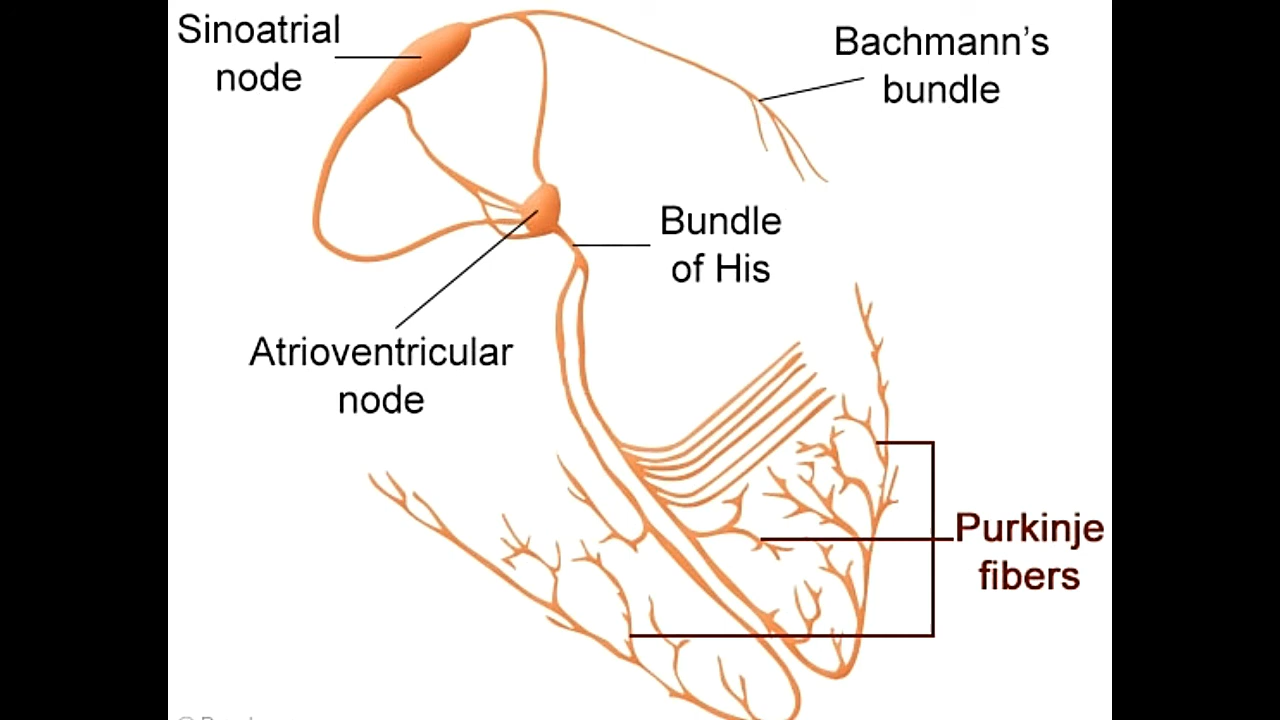 Sinoatrial
node
Bachmann’s
bundle
Bundle
of His
Atrioventricular
node
Purkinje
fibers